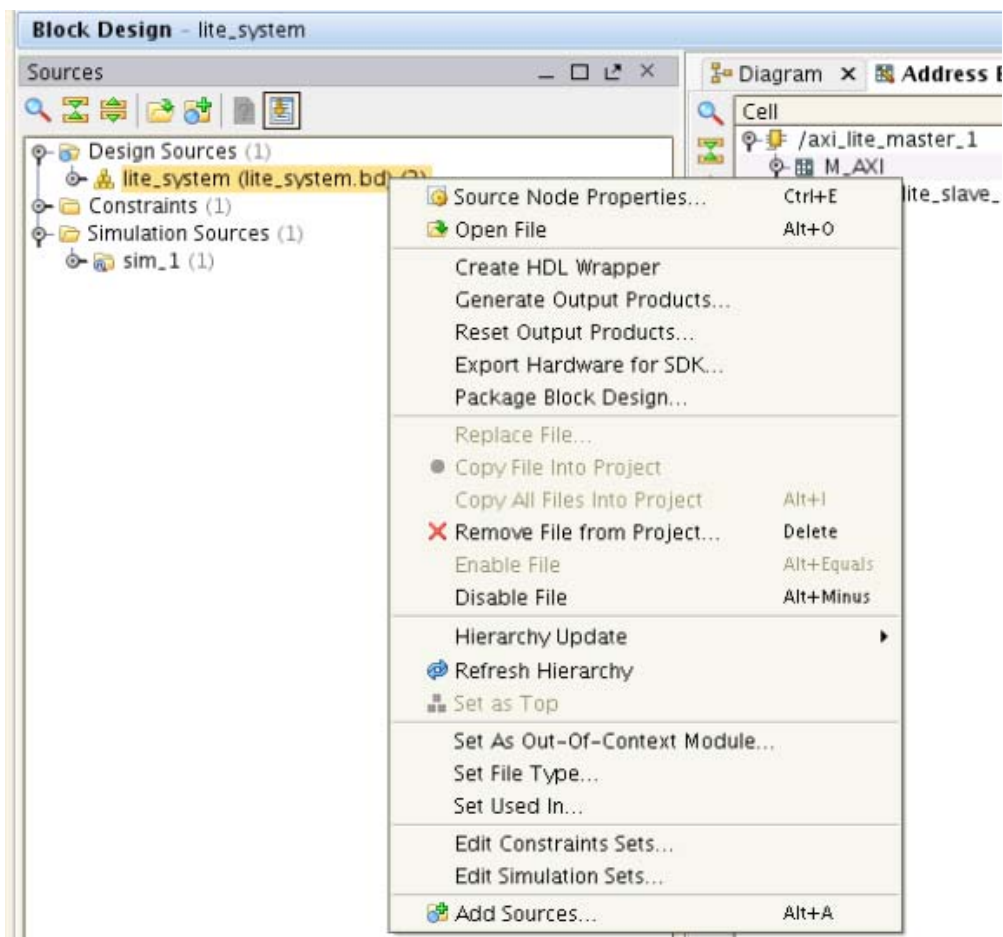 Block Design - lite_system
Sources
Diagram
Address
Cell
/axi_lite_master_1
M_AXI
lite_slave_
Design Sources (1)
lite_system (lite_system.bd) (2)
Constraints (1)
Simulation Sources (1)
sim_1 (1)
Source Node Properties... Ctrl+E
Open File Alt+O
Create HDL Wrapper
Generate Output Products...
Reset Output Products...
Export Hardware for SDK...
Package Block Design...
Replace File...
Copy File Into Project
Copy All Files Into Project Alt+I
Remove File from Project... Delete
Enable File Alt+Equals
Disable File Alt+Minus
Hierarchy Update
Refresh Hierarchy
Set as Top
Set As Out-Of-Context Module...
Set File Type...
Set Used In...
Edit Constraints Sets...
Edit Simulation Sets...
Add Sources... Alt+A